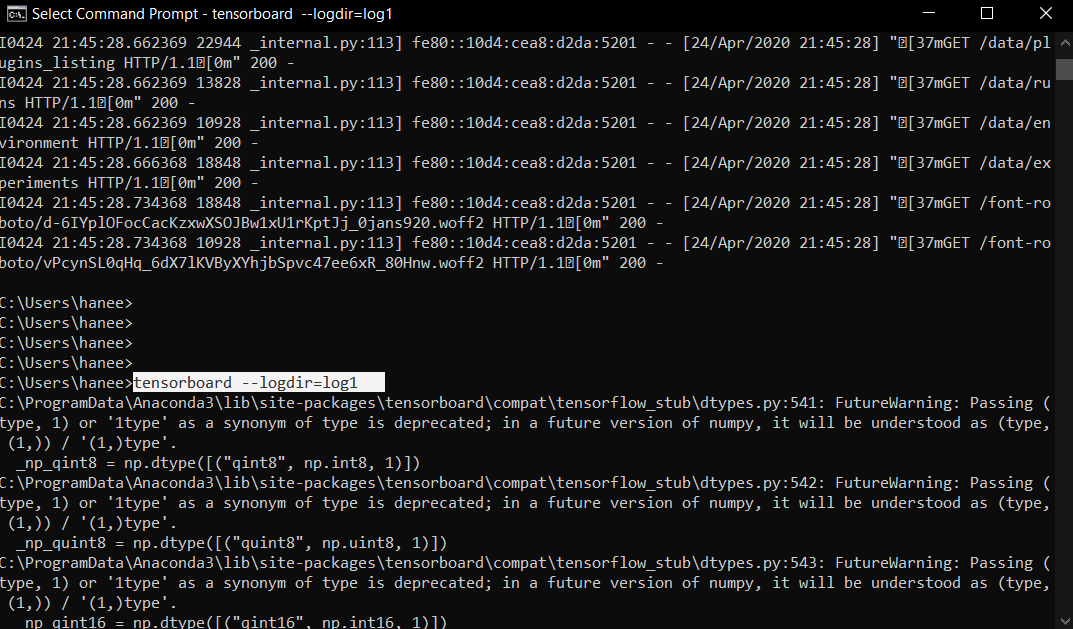 Select Command Prompt - tensorboard --logdir=log1
I0424 21:45:28.662369 22944 _internal.py:113] fe80::10d4:cea8:d2da:5201 - - [24/Apr/2020 21:45:28] "[37mGET /data/pl
ugins_listing HTTP/1.1[0m" 200 -
I0424 21:45:28.662369 13828 _internal.py:113] fe80::10d4:cea8:d2da:5201 - - [24/Apr/2020 21:45:28] "[37mGET /data/ru
ns HTTP/1.1[0m" 200 -
I0424 21:45:28.662369 10928 _internal.py:113] fe80::10d4:cea8:d2da:5201 - - [24/Apr/2020 21:45:28] "[37mGET /data/en
vironment HTTP/1.1[0m" 200 -
I0424 21:45:28.666368 18848 _internal.py:113] fe80::10d4:cea8:d2da:5201 - - [24/Apr/2020 21:45:28] "[37mGET /data/ex
periments HTTP/1.1[0m" 200 -
I0424 21:45:28.734368 18848 _internal.py:113] fe80::10d4:cea8:d2da:5201 - - [24/Apr/2020 21:45:28] "[37mGET /font-ro
boto/d-6IYplOFocCacKzxwXSOJBw1xU1rKptJj_0jans920.woff2 HTTP/1.1[0m" 200 -
I0424 21:45:28.734368 10928 _internal.py:113] fe80::10d4:cea8:d2da:5201 - - [24/Apr/2020 21:45:28] "[37mGET /font-ro
boto/vPcynSL0qHq_6dX7lKVByXYhjbSpvc47ee6xR_80Hnw.woff2 HTTP/1.1[0m" 200 -
C:\Users\hanee>
C:\Users\hanee>
C:\Users\hanee>
C:\Users\hanee>
C:\Users\hanee>tensorboard --logdir=log1
C:\ProgramData\Anaconda3\lib\site-packages\tensorboard\compat\tensorflow_stub\dtypes.py:541: FutureWarning: Passing (
type, 1) or '1type' as a synonym of type is deprecated; in a future version of numpy, it will be understood as (type,
(1,)) / '(1,)type'.
_np_qint8 = np.dtype([("qint8", np.int8, 1)])
C:\ProgramData\Anaconda3\lib\site-packages\tensorboard\compat\tensorflow_stub\dtypes.py:542: FutureWarning: Passing (
type, 1) or '1type' as a synonym of type is deprecated; in a future version of numpy, it will be understood as (type,
(1,)) / '(1,)type'.
_np_quint8 = np.dtype([("quint8", np.uint8, 1)])
C:\ProgramData\Anaconda3\lib\site-packages\tensorboard\compat\tensorflow_stub\dtypes.py:543: FutureWarning: Passing (
type, 1) or '1type' as a synonym of type is deprecated; in a future version of numpy, it will be understood as (type,
(1,)) / '(1,)type'.
_np_qint16 = np.dtype([("qint16", np.int16, 1)])